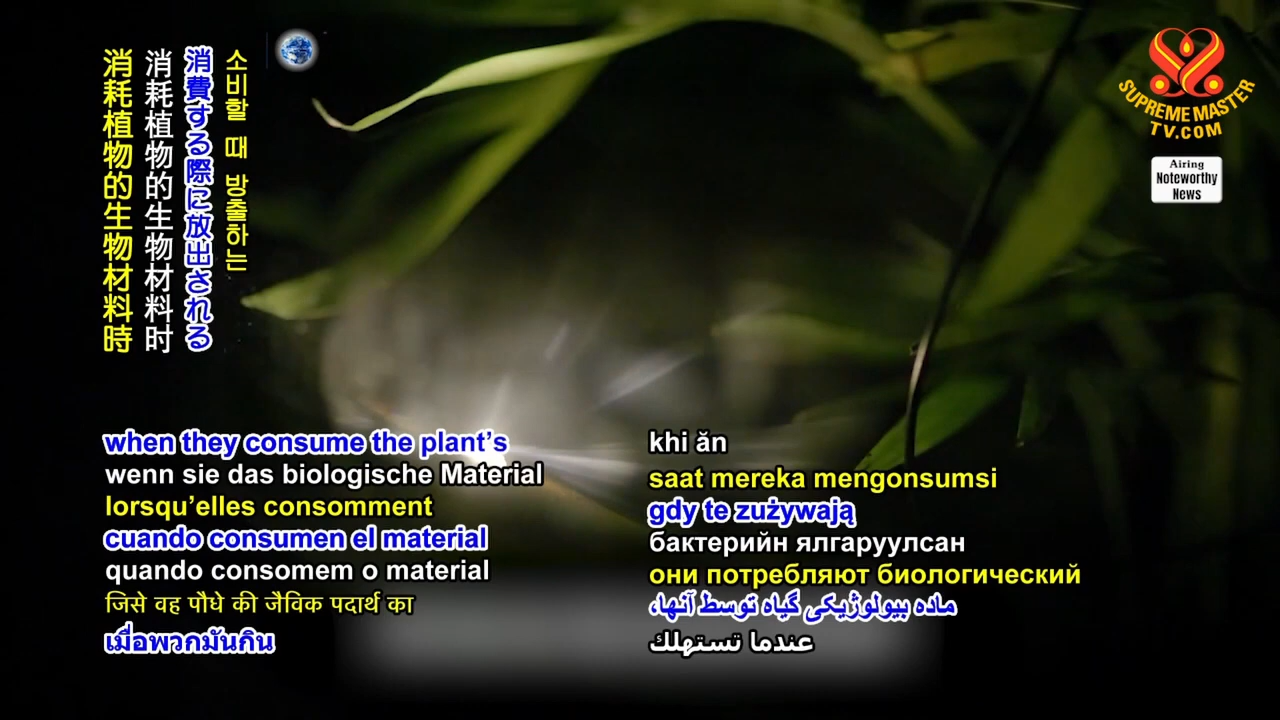 消耗植物的生物材料時
消耗植物的生物材料时
消費する際に放出される
소비할 때 방출하는
SUPREME MASTER
TV.COM
Airing
Noteworthy
News
when they consume the plant’s
wenn sie das biologische Material
lorsqu’elles consomment
cuando consumen el material
quando consomem o material
जिसे वह पौधे की जैविक पदार्थ का
เมื่อพวกมันกิน
khi ăn
saat mereka mengonsumsi
gdy te zużywają
бактерийн ялгаруулсан
они потребляют биологический
ماده بیولوژیکی گیاه توسط آنها،
عندما تستهلك